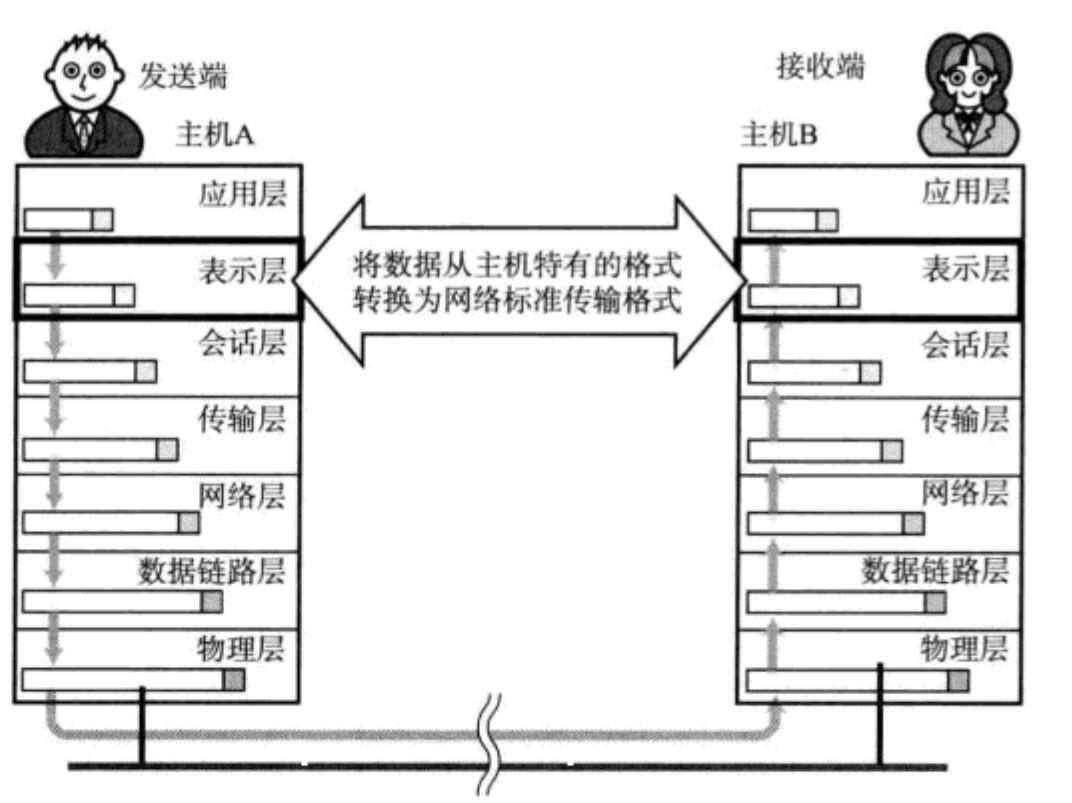 发送端
主机A
接收端
主机B
应用层
表示层
会话层
传输层
网络层
数据链路层
物理层
将数据从主机特有的格式
转换为网络标准传输格式
应用层
表示层
会话层
传输层
网络层
数据链路层
物理层